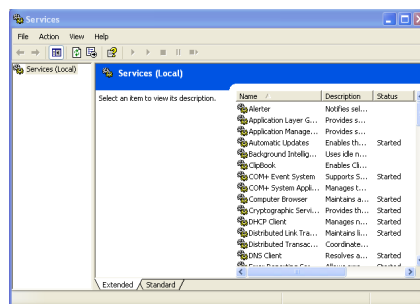 Services
File Action View Help
Services (Local)
Services (Local)
Select an item to view its description.
Name Description Status
Alerter Notifies sel...
Application Layer G... Provides s...
Application Manage... Provides s...
Automatic Updates Enables th... Started
Background Intellig... Uses idle n...
ClipBook Enables Cli...
COM+ Event System Supports S... Started
COM+ System Appli... Manages t...
Computer Browser Maintains a... Started
Cryptographic Servi... Provides th... Started
DHCP Client Manages n... Started
Distributed Link Tra... Maintains li... Started
Distributed Transac... Coordinate...
DNS Client Resolves a... Started
Extended Standard